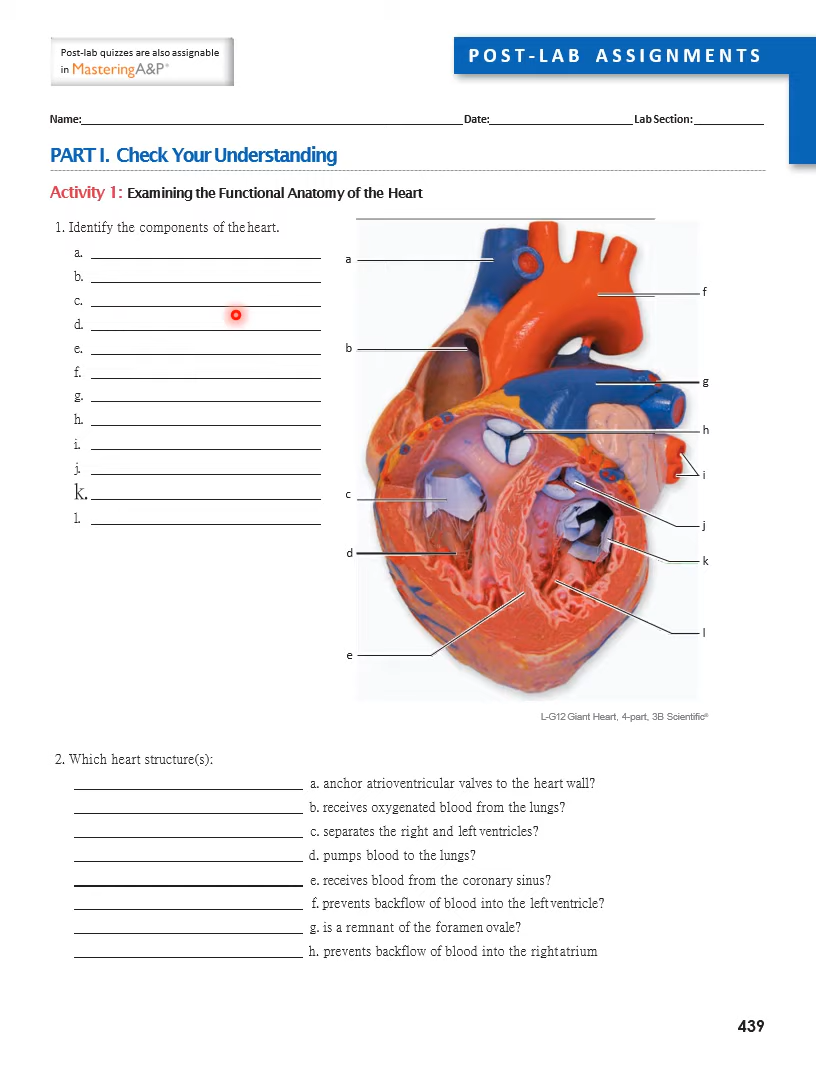 Post-lab quizzes are also assignable
in MasteringA&P®
POST-LAB ASSIGNMENTS
Name: Date: Lab Section:
PART I. Check Your Understanding
Activity 1: Examining the Functional Anatomy of the Heart
1. Identify the components of the heart.
a.
b.
c.
d.
e.
f.
g.
h.
i.
j.
k.
l.
a
b
c
d
e
f
g
h
i
j
k
l
L-G12 Giant Heart, 4-part, 3B Scientific®
2. Which heart structure(s):
a. anchor atrioventricular valves to the heart wall?
b. receives oxygenated blood from the lungs?
c. separates the right and left ventricles?
d. pumps blood to the lungs?
e. receives blood from the coronary sinus?
f. prevents backflow of blood into the left ventricle?
g. is a remnant of the foramen ovale?
h. prevents backflow of blood into the right atrium
439